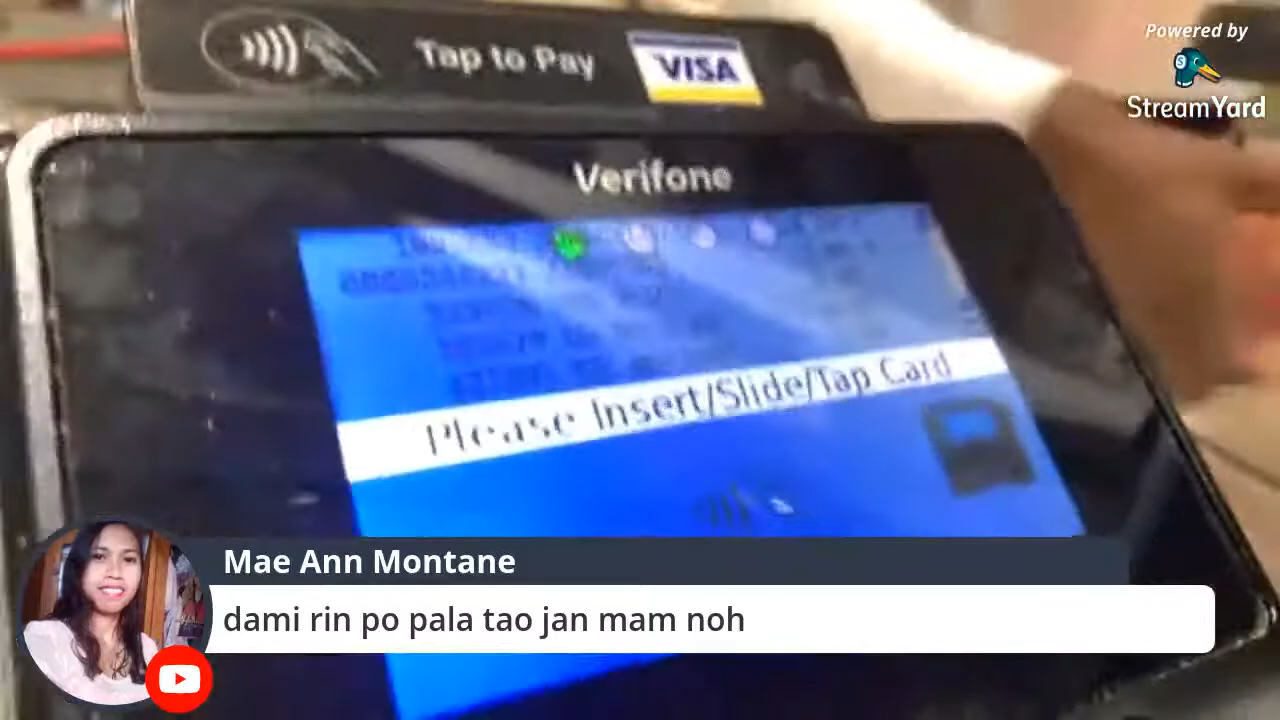 Tap to Pay
VISA
Powered by
StreamYard
Verifone
Please Insert/Slide/Tap Card
Mae Ann Montane
dami rin po pala tao jan mam noh